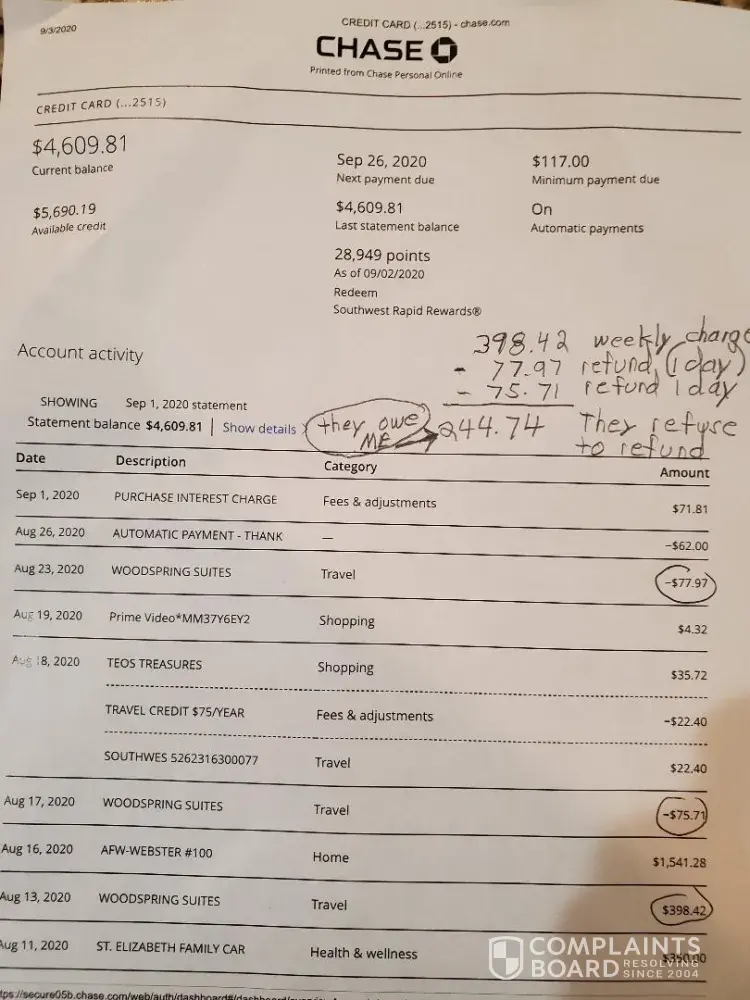 9/3/2020
CREDIT CARD (...2515) - chase.com
CHASE
Printed from Chase Personal Online
CREDIT CARD (...2515)
$4,609.81
Current balance
Sep 26, 2020
Next payment due
$117.00
Minimum payment due
$5,690.19
Available credit
$4,609.81
Last statement balance
On
Automatic payments
28,949 points
As of 09/02/2020
Redeem
Southwest Rapid Rewards®
398.42 weekly charge
- 77.97 refund, (1 day)
- 75.71 refund 1 day
244.74 They refuse to refund
they owe ME
Account activity
SHOWING Sep 1, 2020 statement
Statement balance $4,609.81 | Show details
Date Description Category Amount
Sep 1, 2020 PURCHASE INTEREST CHARGE Fees & adjustments $71.81
Aug 26, 2020 AUTOMATIC PAYMENT - THANK — −$62.00
Aug 23, 2020 WOODSPRING SUITES Travel −$77.97
Aug 19, 2020 Prime Video*MM37Y6EY2 Shopping $4.32
Aug 18, 2020 TEOS TREASURES Shopping $35.72
TRAVEL CREDIT $75/YEAR Fees & adjustments −$22.40
SOUTHWES 5262316300077 Travel $22.40
Aug 17, 2020 WOODSPRING SUITES Travel −$75.71
Aug 16, 2020 AFW-WEBSTER #100 Home $1,541.28
Aug 13, 2020 WOODSPRING SUITES Travel $398.42
Aug 11, 2020 ST. ELIZABETH FAMILY CAR Health & wellness $350.00
COMPLAINTS
BOARD RESOLVING SINCE 2004